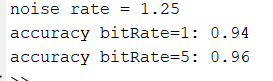 noise rate = 1.25
accuracy bitRate=1: 0.94
accuracy bitRate=5: 0.96
>>